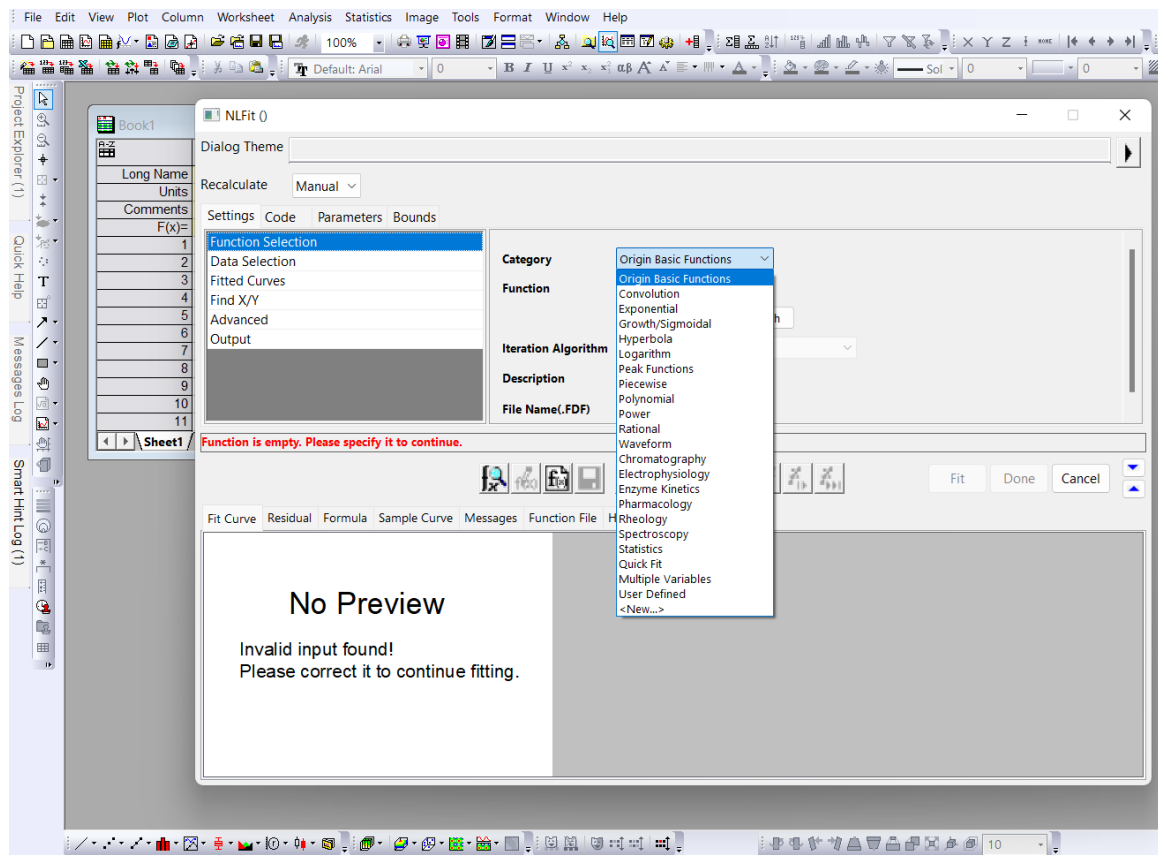 File Edit View Plot Column Worksheet Analysis Statistics Image Tools Format Window Help
100%
X Y Z
Default: Arial 0 B I U αβ A A Sol 0 0
Project Explorer (1)
Quick Help
Messages Log
Smart Hint Log (1)
Book1
Long Name
Units
Comments
F(x)=
1
2
3
4
5
6
7
8
9
10
11
Sheet1
NLFit ()
Dialog Theme
Recalculate Manual
Settings Code Parameters Bounds
Function Selection
Data Selection
Fitted Curves
Find X/Y
Advanced
Output
Category Origin Basic Functions
Function
Iteration Algorithm
Description
File Name(.FDF)
Origin Basic Functions
Convolution
Exponential
Growth/Sigmoidal
Hyperbola
Logarithm
Peak Functions
Piecewise
Polynomial
Power
Rational
Waveform
Chromatography
Electrophysiology
Enzyme Kinetics
Pharmacology
Rheology
Spectroscopy
Statistics
Quick Fit
Multiple Variables
User Defined
<New...>
Function is empty. Please specify it to continue.
Fit Done Cancel
Fit Curve Residual Formula Sample Curve Messages Function File H
No Preview
Invalid input found!
Please correct it to continue fitting.
10